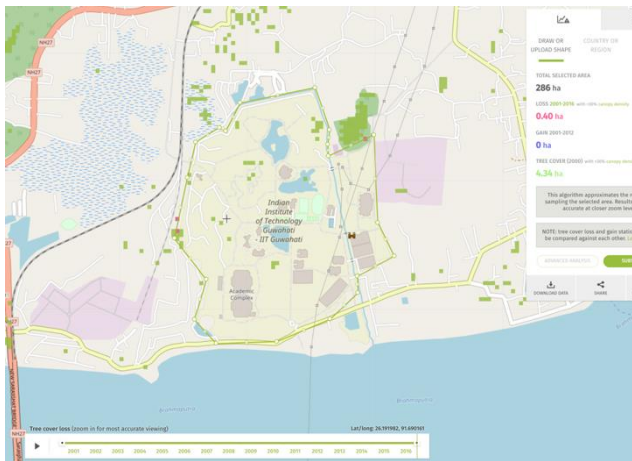 NH27
NH27
NH27
Indian
Institute
of Technology
Guwahati
- IIT Guwahati
Academic
Complex
DRAW OR
UPLOAD SHAPE
COUNTRY OR
REGION
TOTAL SELECTED AREA
286 ha
LOSS 2001-2016 with >30% canopy density
0.40 ha
GAIN 2001-2012
0 ha
TREE COVER (2000) with >30% canopy
4.34 ha
This algorithm approximates the
sampling the selected area. Results
accurate at closer zoom
NOTE: tree cover loss and gain
be compared against each other.
ADVANCED ANALYSIS
DOWNLOAD DATA
SHARE
Tree cover loss (zoom in for most accurate viewing)
Lat/long: 26.191982, 91.690161
2001 2002 2003 2004 2005 2006 2007 2008 2009 2010 2011 2012 2013 2014 2015 2016